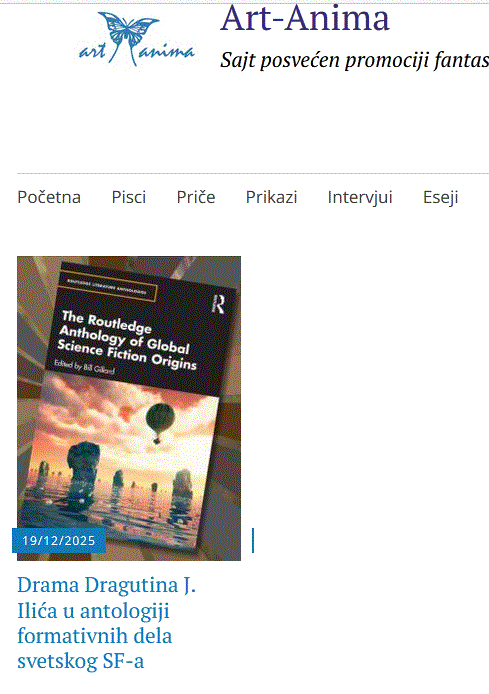 art anima
Art-Anima
Sajt posvećen promociji fantas
Početna Pisci Priče Prikazi Intervjui Eseji
ROUTLEDGE LITERATURE ANTHOLOGIES
R
The Routledge
Anthology of Global
Science Fiction Origins
Edited by Bill Gillard
19/12/2025
Drama Dragutina J.
Ilića u antologiji
formativnih dela
svetskog SF-a